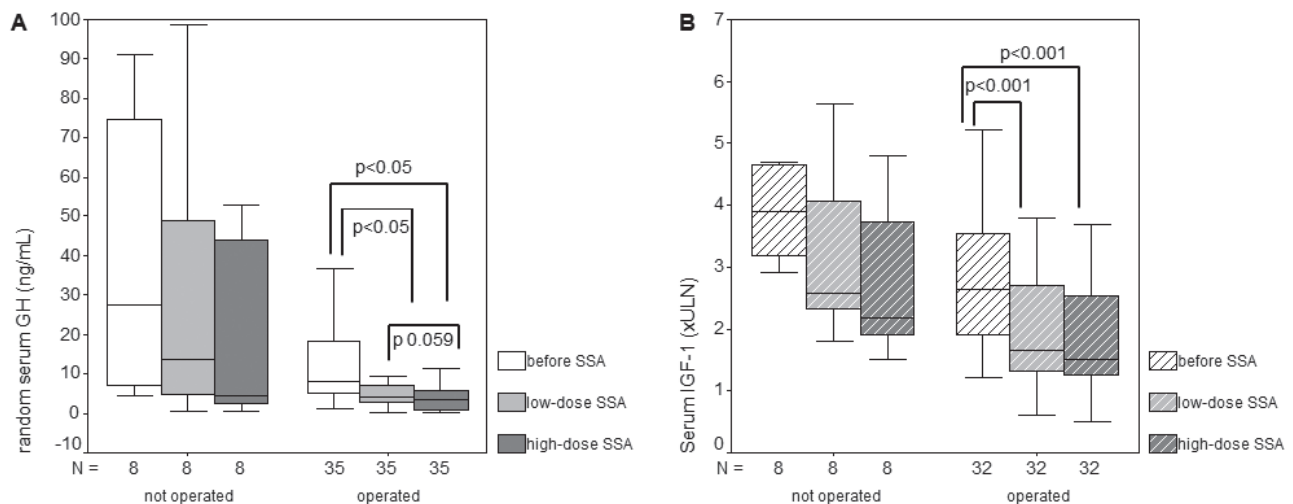 A
random serum GH (ng/mL)
100
90
80
70
60
50
40
30
20
10
0
-10
p<0.05
p<0.05
p 0.059
before SSA
low-dose SSA
high-dose SSA
N = 8 8 8 35 35 35
not operated operated
B
Serum IGF-1 (xULN)
7
6
5
4
3
2
1
0
p<0.001
p<0.001
before SSA
low-dose SSA
high-dose SSA
N = 8 8 8 32 32 32
not operated operated